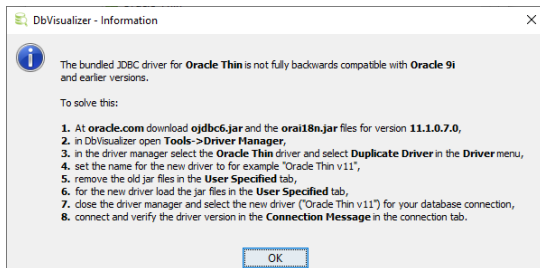 DbVisualizer - Information
The bundled JDBC driver for Oracle Thin is not fully backwards compatible with Oracle 9i
and earlier versions.
To solve this:
1. At oracle.com download ojdbc6.jar and the orai18n.jar files for version 11.1.0.7.0,
2. in DbVisualizer open Tools->Driver Manager,
3. in the driver manager select the Oracle Thin driver and select Duplicate Driver in the Driver menu,
4. set the name for the new driver to for example "Oracle Thin v11",
5. remove the old jar files in the User Specified tab,
6. for the new driver load the jar files in the User Specified tab,
7. close the driver manager and select the new driver ("Oracle Thin v11") for your database connection,
8. connect and verify the driver version in the Connection Message in the connection tab.
OK